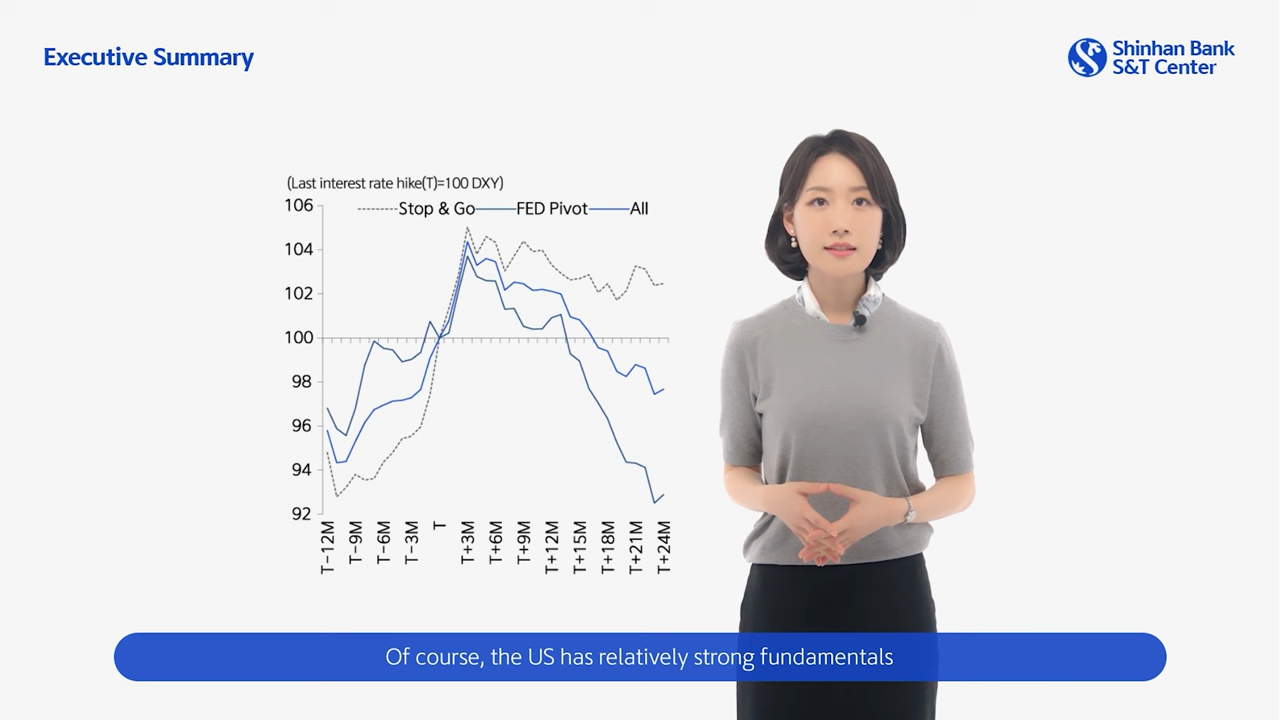 Executive Summary
Shinhan Bank
S&T Center
(Last interest rate hike(T)=100 DXY)
Stop & Go FED Pivot All
106
104
102
100
98
96
94
92
T-12M T-9M T-6M T-3M T T+3M T+6M T+9M T+12M T+15M T+18M T+21M T+24M
Of course, the US has relatively strong fundamentals